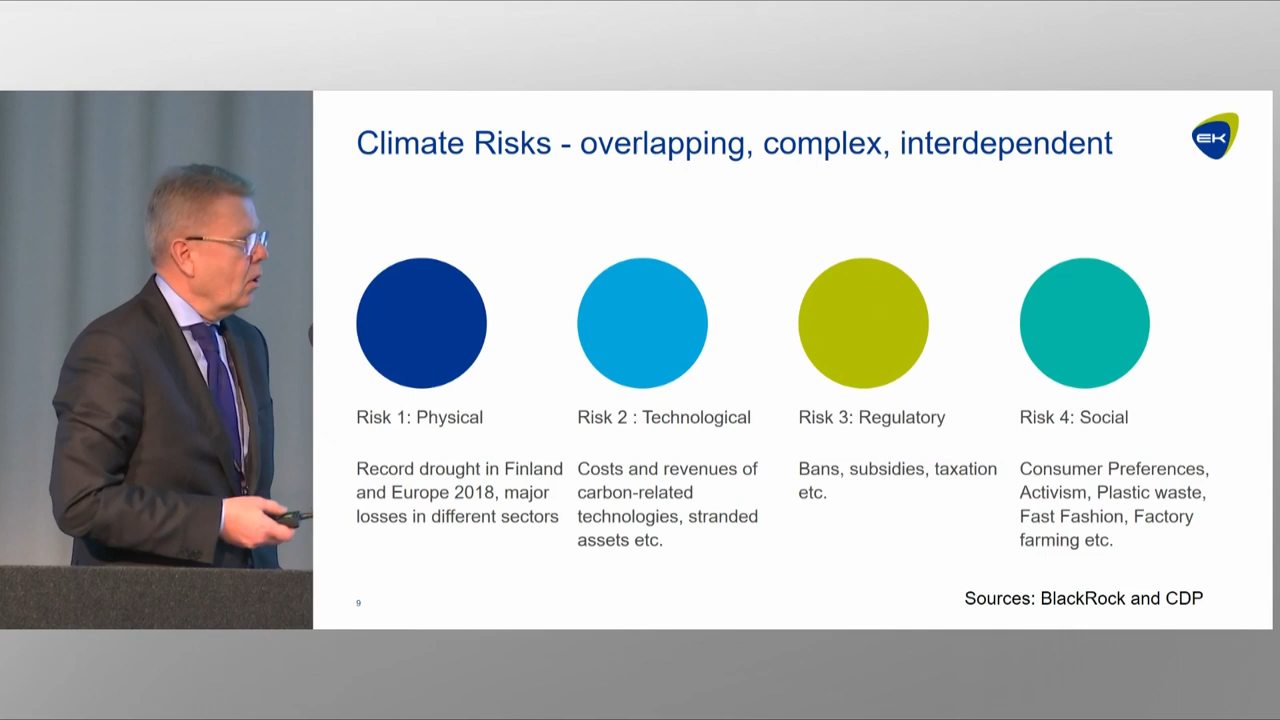 Climate Risks - overlapping, complex, interdependent
EK
Risk 1: Physical
Record drought in Finland
and Europe 2018, major
losses in different sectors
Risk 2 : Technological
Costs and revenues of
carbon-related
technologies, stranded
assets etc.
Risk 3: Regulatory
Bans, subsidies, taxation
etc.
Risk 4: Social
Consumer Preferences,
Activism, Plastic waste,
Fast Fashion, Factory
farming etc.
9
Sources: BlackRock and CDP